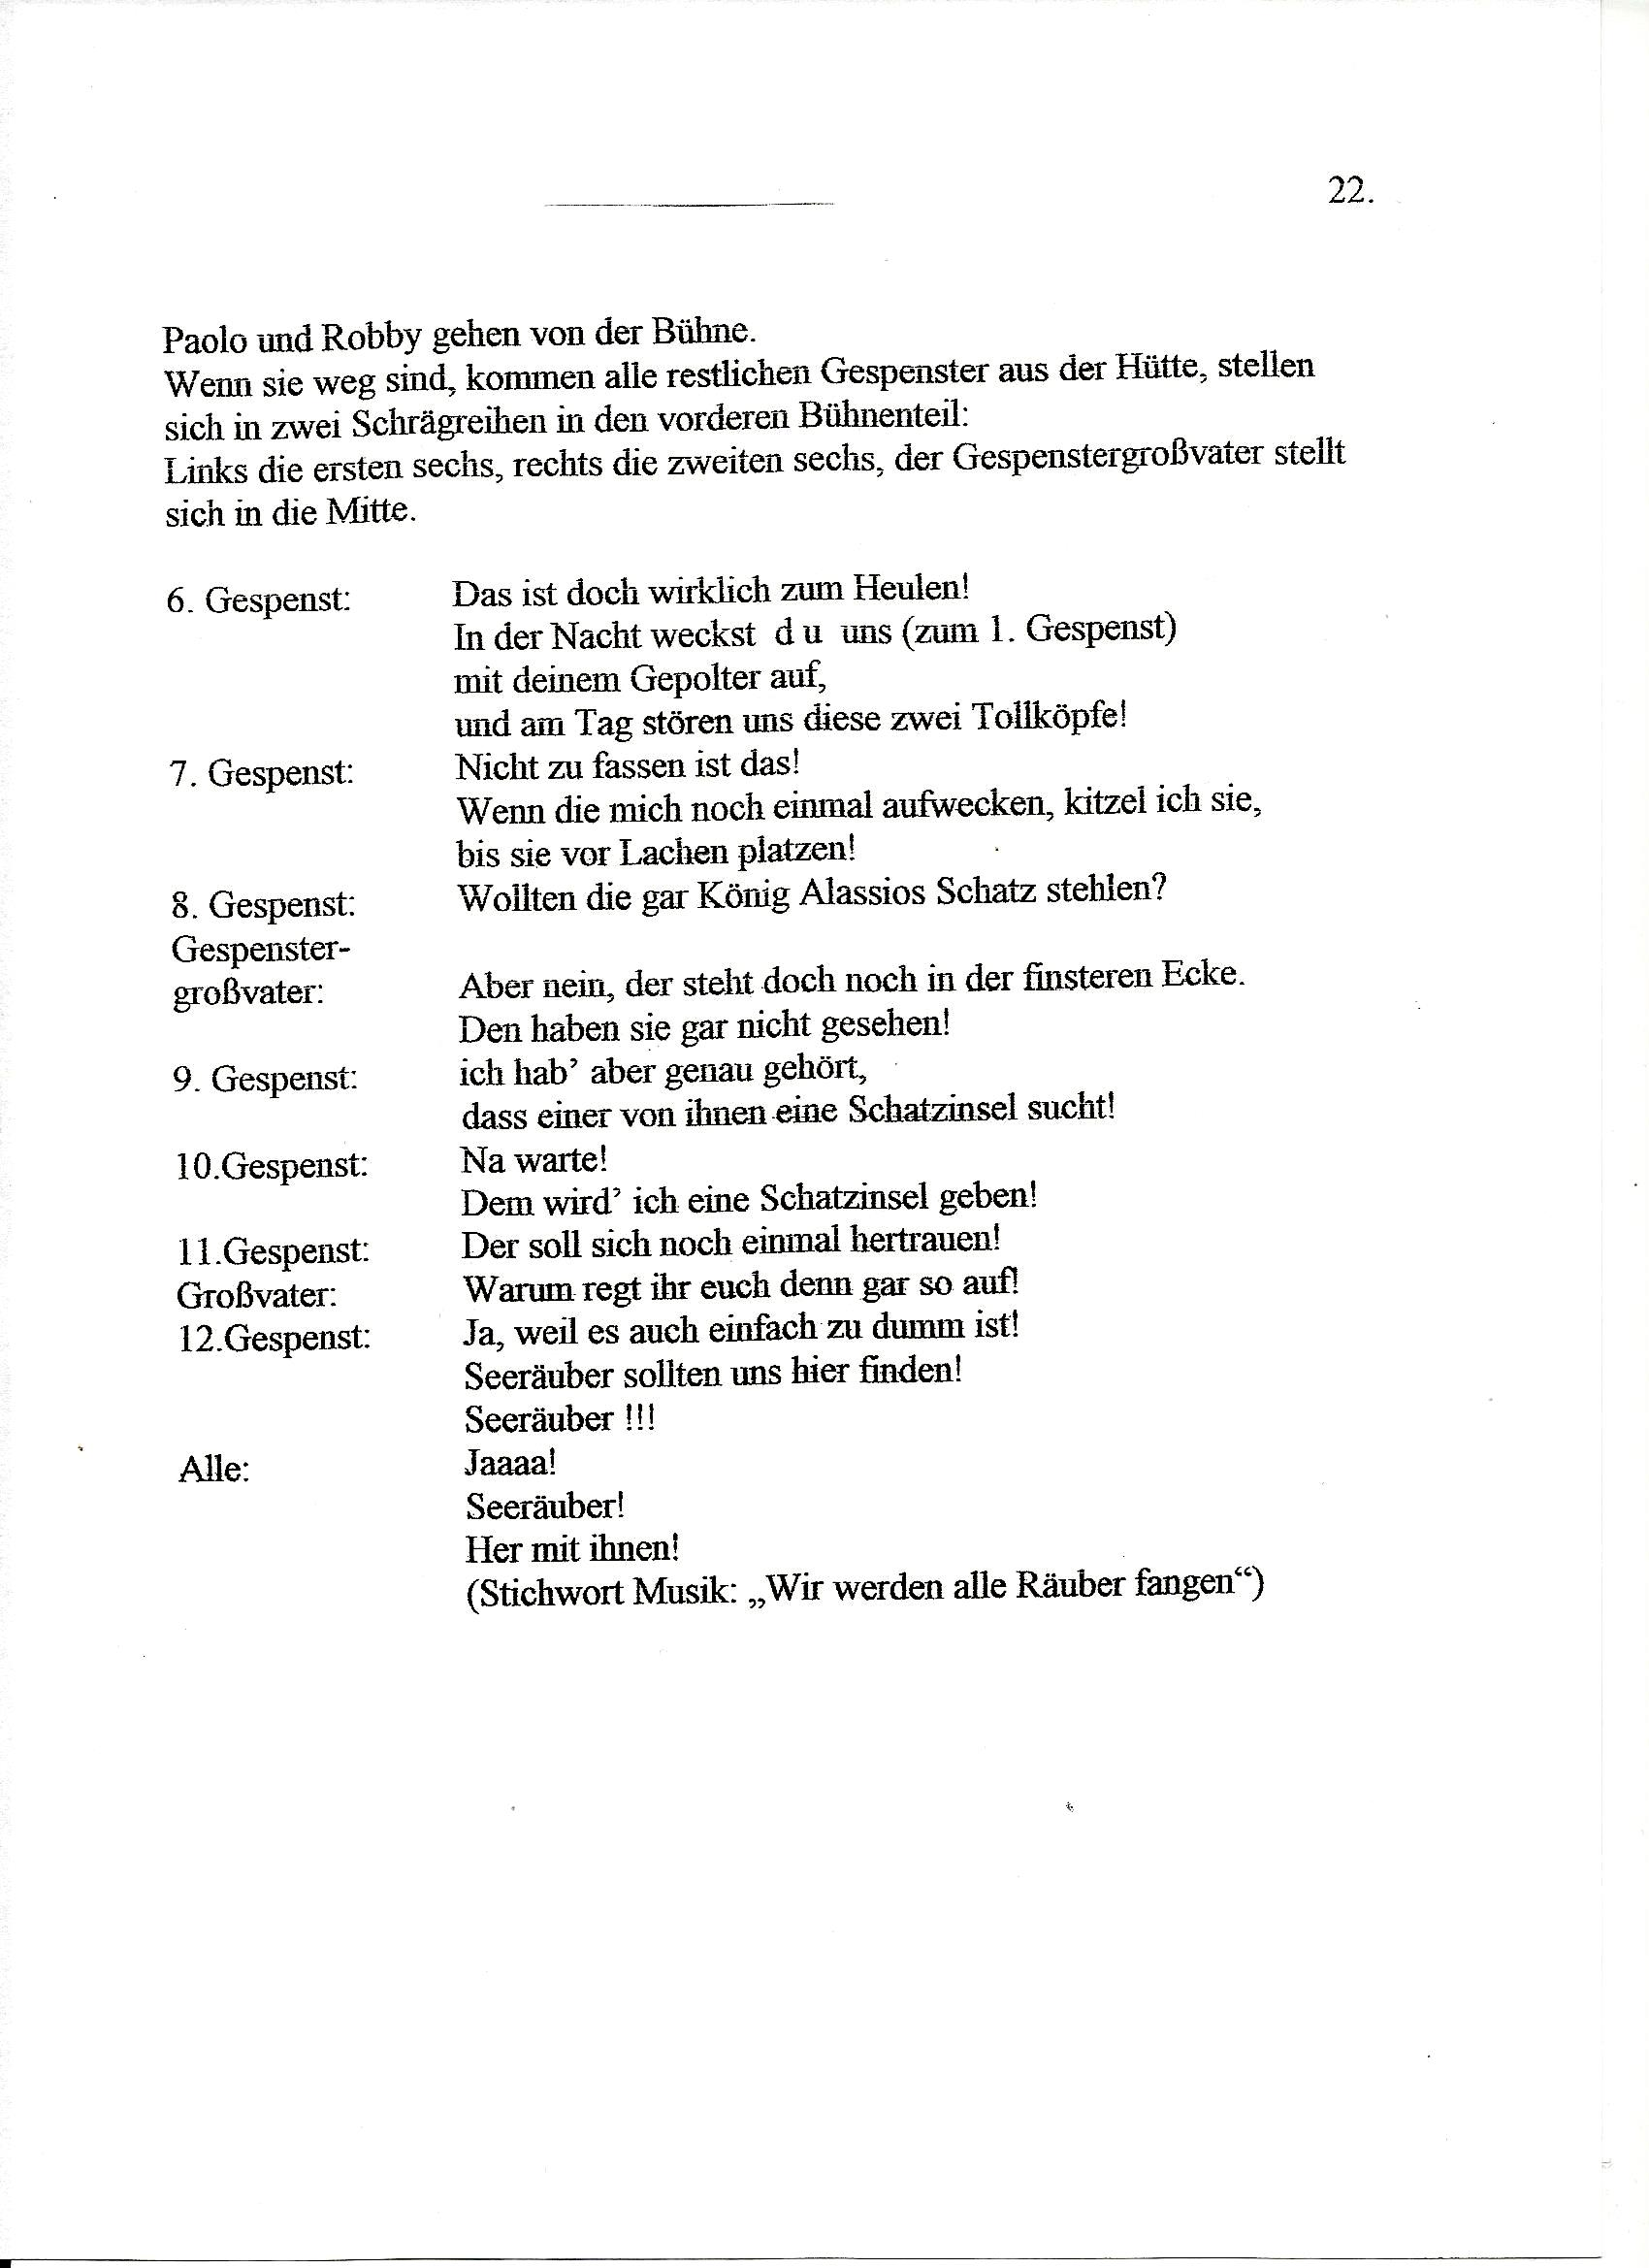 22.
Paolo und Robby gehen von der Bühne.
Wenn sie weg sind, kommen alle restlichen Gespenster aus der Hütte, stellen
sich in zwei Schrägreihen in den vorderen Bühnenteil:
Links die ersten sechs, rechts die zweiten sechs, der Gespenstergroßvater stellt
sich in die Mitte.
6. Gespenst: Das ist doch wirklich zum Heulen!
In der Nacht weckst d u uns (zum 1. Gespenst)
mit deinem Gepolter auf,
und am Tag stören uns diese zwei Tollköpfe!
7. Gespenst: Nicht zu fassen ist das!
Wenn die mich noch einmal aufwecken, kitzel ich sie,
bis sie vor Lachen platzen!
8. Gespenst: Wollten die gar König Alassios Schatz stehlen?
Gespenster-
großvater: Aber nein, der steht doch noch in der finsteren Ecke.
Den haben sie gar nicht gesehen!
9. Gespenst: ich hab’ aber genau gehört,
dass einer von ihnen eine Schatzinsel sucht!
10.Gespenst: Na warte!
Dem wird’ ich eine Schatzinsel geben!
11.Gespenst: Der soll sich noch einmal hertrauen!
Großvater: Warum regt ihr euch denn gar so auf!
12.Gespenst: Ja, weil es auch einfach zu dumm ist!
Seeräuber sollten uns hier finden!
Seeräuber !!!
Alle: Jaaaa!
Seeräuber!
Her mit ihnen!
(Stichwort Musik: „Wir werden alle Räuber fangen“)